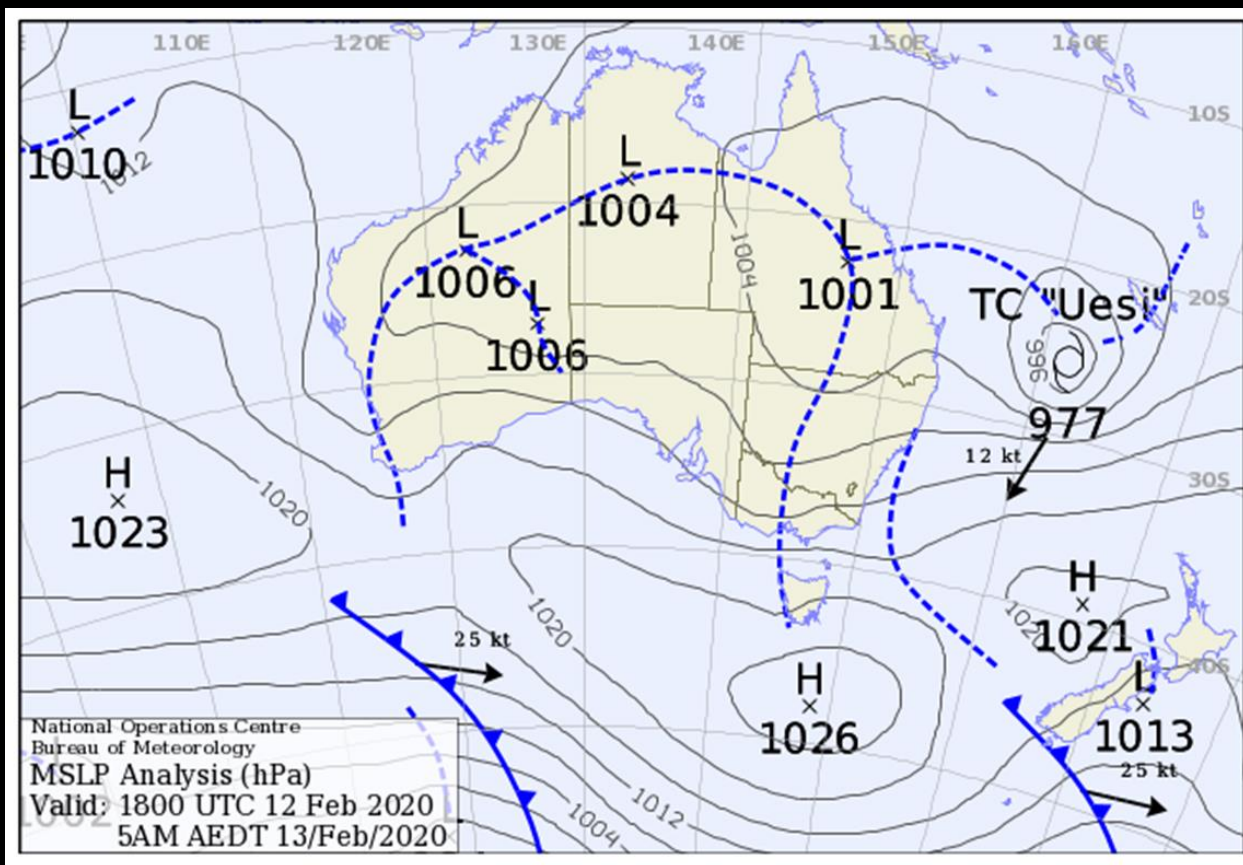 110E 120E 130E 140E 150E 160E
10S
L
1010
1012
L
1004
L
1006
L
1006
1004
L
1001
20S
TC "Uesi"
996
977
12 kt
30S
H
1023
1020
H
1021
1020
40S
L
1013
25 kt
1020
H
1026
25 kt
1012
1004
National Operations Centre
Bureau of Meteorology
MSLP Analysis (hPa)
Valid: 1800 UTC 12 Feb 2020
5AM AEDT 13/Feb/2020
1002
L